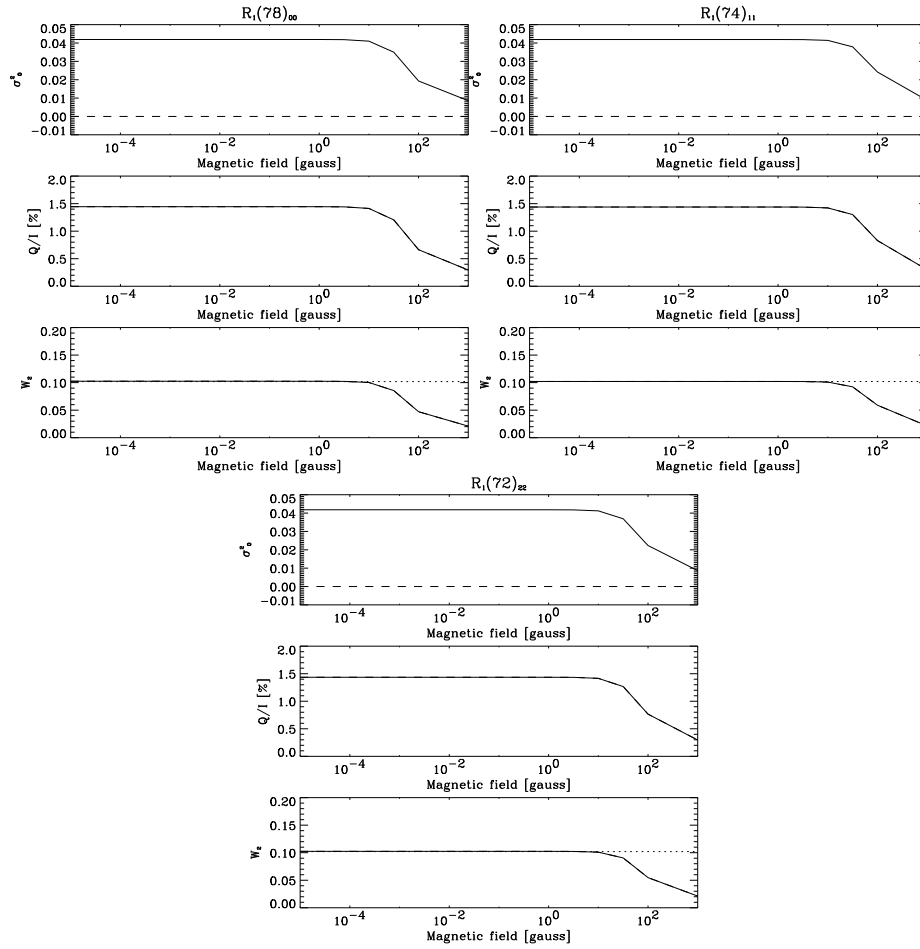 R₁(78)₀₀
0.05
0.04
0.03
0.02
0.01
0.00
−0.01
σ²₀
10⁻⁴ 10⁻² 10⁰ 10²
Magnetic field [gauss]
2.0
1.5
1.0
0.5
0.0
Q/I [%]
10⁻⁴ 10⁻² 10⁰ 10²
Magnetic field [gauss]
0.20
0.15
0.10
0.05
0.00
W₂
10⁻⁴ 10⁻² 10⁰ 10²
Magnetic field [gauss]
R₁(74)₁₁
0.05
0.04
0.03
0.02
0.01
0.00
−0.01
σ²₀
10⁻⁴ 10⁻² 10⁰ 10²
Magnetic field [gauss]
2.0
1.5
1.0
0.5
0.0
Q/I [%]
10⁻⁴ 10⁻² 10⁰ 10²
Magnetic field [gauss]
0.20
0.15
0.10
0.05
0.00
W₂
10⁻⁴ 10⁻² 10⁰ 10²
Magnetic field [gauss]
R₁(72)₂₂
0.05
0.04
0.03
0.02
0.01
0.00
−0.01
σ²₀
10⁻⁴ 10⁻² 10⁰ 10²
Magnetic field [gauss]
2.0
1.5
1.0
0.5
0.0
Q/I [%]
10⁻⁴ 10⁻² 10⁰ 10²
Magnetic field [gauss]
0.20
0.15
0.10
0.05
0.00
W₂
10⁻⁴ 10⁻² 10⁰ 10²
Magnetic field [gauss]